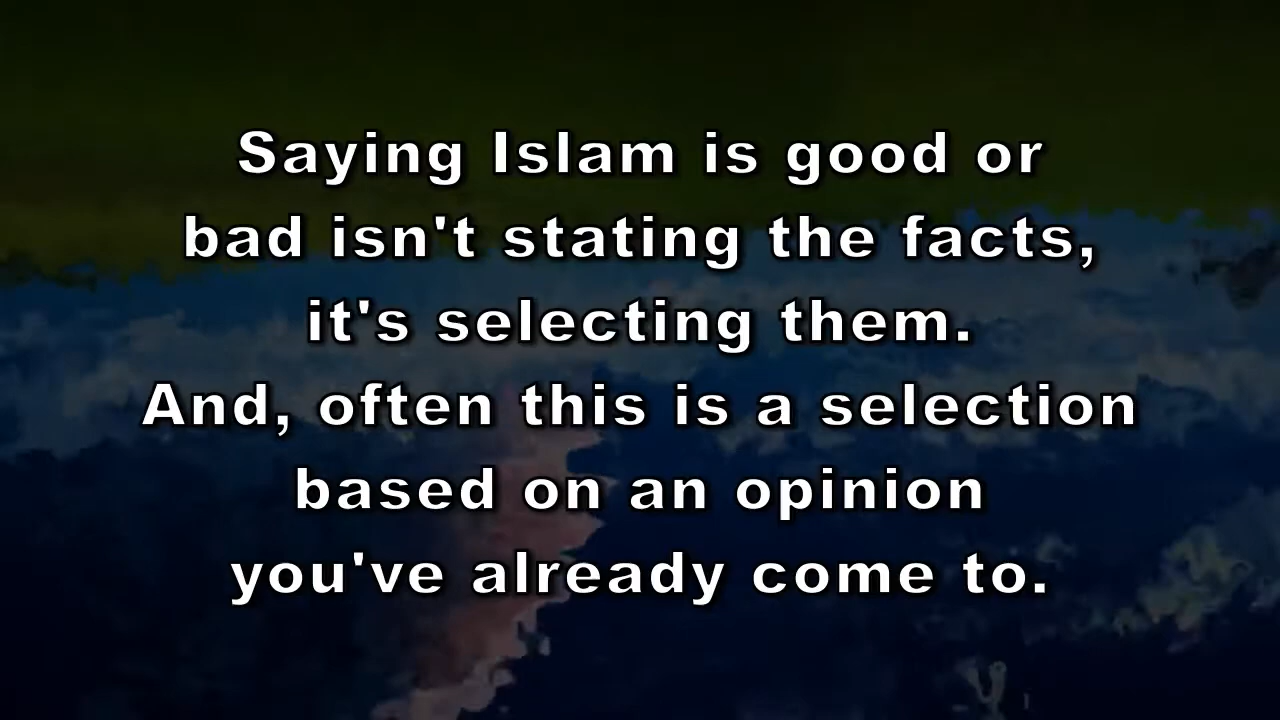 Saying Islam is good or
bad isn't stating the facts,
it's selecting them.
And, often this is a selection
based on an opinion
you've already come to.